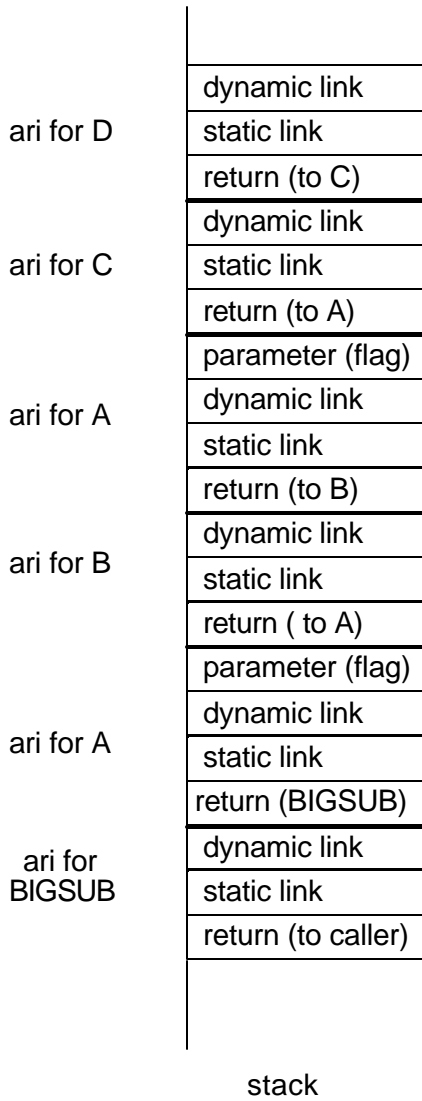 dynamic link
ari for D
static link
return (to C)
dynamic link
ari for C
static link
return (to A)
parameter (flag)
ari for A
dynamic link
static link
return (to B)
dynamic link
ari for B
static link
return ( to A)
parameter (flag)
dynamic link
ari for A
static link
return (BIGSUB)
ari for
BIGSUB
dynamic link
static link
return (to caller)
stack